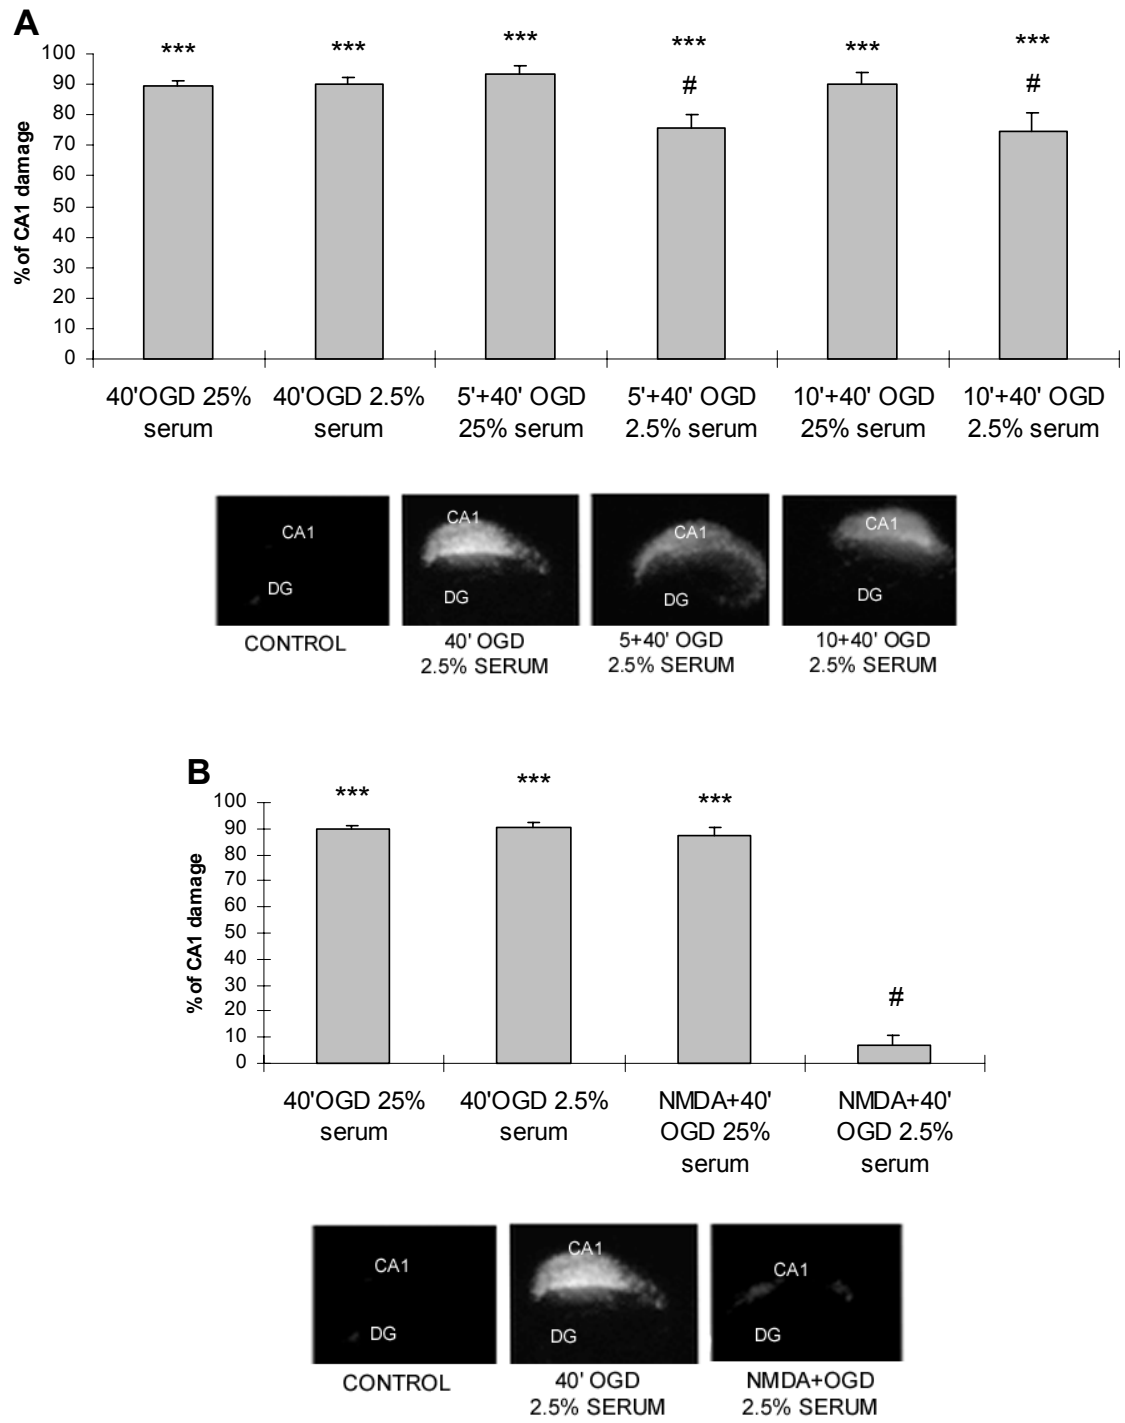 A
*** *** *** *** *** ***
# #
100
90
80
70
60
50
40
30
20
10
0
% of CA1 damage
40'OGD 25% serum
40'OGD 2.5% serum
5'+40' OGD 25% serum
5'+40' OGD 2.5% serum
10'+40' OGD 25% serum
10'+40' OGD 2.5% serum
CA1
DG
CONTROL
CA1
DG
40' OGD
2.5% SERUM
CA1
DG
5+40' OGD
2.5% SERUM
CA1
DG
10+40' OGD
2.5% SERUM
B
*** *** ***
#
100
90
80
70
60
50
40
30
20
10
0
% of CA1 damage
40'OGD 25%
serum
40'OGD 2.5%
serum
NMDA+40'
OGD 25%
serum
NMDA+40'
OGD 2.5%
serum
CA1
DG
CONTROL
CA1
DG
40' OGD
2.5% SERUM
CA1
DG
NMDA+OGD
2.5% SERUM